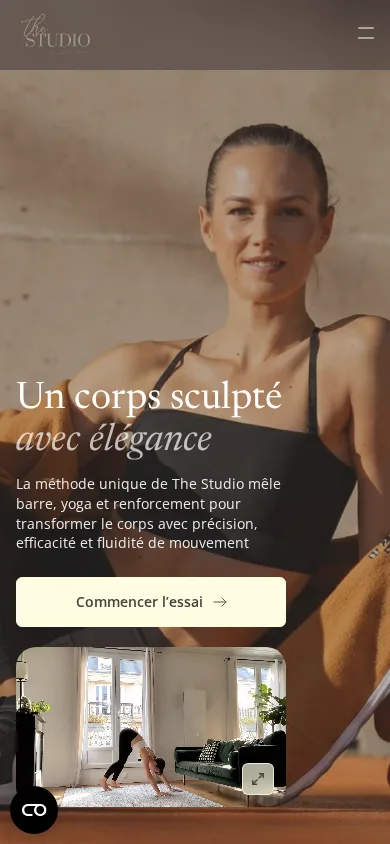 the
STUDIO
Un corps sculpté
avec élégance
La méthode unique de The Studio mêle
barre, yoga et renforcement pour
transformer le corps avec précision,
efficacité et fluidité de mouvement
Commencer l’essai